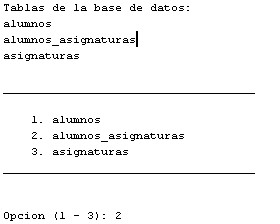 Tablas de la base de datos:
alumnos
alumnos_asignaturas
asignaturas
1. alumnos
2. alumnos_asignaturas
3. asignaturas
Opcion (1 - 3): 2